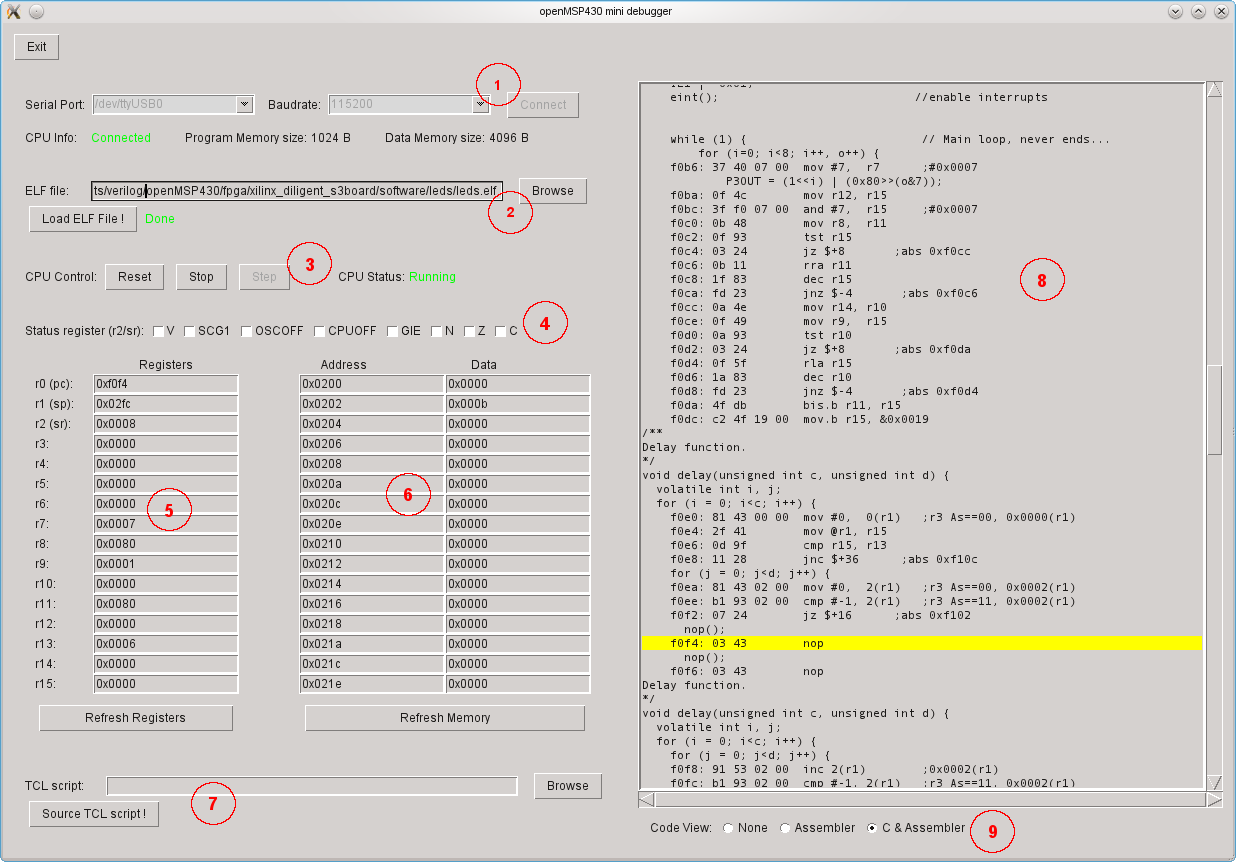 openMSP430 mini debugger
Exit
1
Serial Port: /dev/ttyUSB0 Baudrate: 115200 Connect
CPU Info: Connected Program Memory size: 1024 B Data Memory size: 4096 B
ELF file: ts/verilog/openMSP430/fpga/xilinx_diligent_s3board/software/leds/leds.elf Browse
2
Load ELF File ! Done
3
CPU Control: Reset Stop Step CPU Status: Running
4
Status register (r2/sr): V SCG1 OSCOFF CPUOFF GIE N Z C
Registers
r0 (pc): 0xf0f4
r1 (sp): 0x02fc
r2 (sr): 0x0008
r3: 0x0000
r4: 0x0000
r5: 0x0000
r6: 0x0000
r7: 0x0007
r8: 0x0080
r9: 0x0001
r10: 0x0000
r11: 0x0080
r12: 0x0000
r13: 0x0006
r14: 0x0000
r15: 0x0000
5
Refresh Registers
Address Data
0x0200 0x0000
0x0202 0x000b
0x0204 0x0000
0x0206 0x0000
0x0208 0x0000
0x020a 0x0000
0x020c 0x0000
0x020e 0x0000
0x0210 0x0000
0x0212 0x0000
0x0214 0x0000
0x0216 0x0000
0x0218 0x0000
0x021a 0x0000
0x021c 0x0000
0x021e 0x0000
6
Refresh Memory
TCL script: Browse
7
Source TCL script !
eint(); //enable interrupts
while (1) { // Main loop, never ends...
for (i=0; i<8; i++, o++) {
f0b6: 37 40 07 00 mov #7, r7 ;#0x0007
P3OUT = (1<<i) | (0x80>>(o&7));
f0ba: 0f 4c mov r12, r15
f0bc: 3f f0 07 00 and #7, r15 ;#0x0007
f0c0: 0b 48 mov r8, r11
f0c2: 0f 93 tst r15
f0c4: 03 24 jz $+8 ;abs 0xf0cc
f0c6: 0b 11 rra r11
f0c8: 1f 83 dec r15
f0ca: fd 23 jnz $-4 ;abs 0xf0c6
f0cc: 0a 4e mov r14, r10
f0ce: 0f 49 mov r9, r15
f0d0: 0a 93 tst r10
f0d2: 03 24 jz $+8 ;abs 0xf0da
f0d4: 0f 5f rla r15
f0d6: 1a 83 dec r10
f0d8: fd 23 jnz $-4 ;abs 0xf0d4
f0da: 4f db bis.b r11, r15
f0dc: c2 4f 19 00 mov.b r15, &0x0019
/**
Delay function.
*/
void delay(unsigned int c, unsigned int d) {
volatile int i, j;
for (i = 0; i<c; i++) {
f0e0: 81 43 00 00 mov #0, 0(r1) ;r3 As==00, 0x0000(r1)
f0e4: 2f 41 mov @r1, r15
f0e6: 0d 9f cmp r15, r13
f0e8: 11 28 jnc $+36 ;abs 0xf10c
for (j = 0; j<d; j++) {
f0ea: 81 43 02 00 mov #0, 2(r1) ;r3 As==00, 0x0002(r1)
f0ee: b1 93 02 00 cmp #-1, 2(r1) ;r3 As==11, 0x0002(r1)
f0f2: 07 24 jz $+16 ;abs 0xf102
nop();
f0f4: 03 43 nop
nop();
f0f6: 03 43 nop
Delay function.
*/
void delay(unsigned int c, unsigned int d) {
volatile int i, j;
for (i = 0; i<c; i++) {
for (j = 0; j<d; j++) {
f0f8: 91 53 02 00 inc 2(r1) ;0x0002(r1)
f0fc: b1 93 02 00 cmp #-1, 2(r1) ;r3 As==11, 0x0002(r1)
8
Code View: None Assembler C & Assembler
9